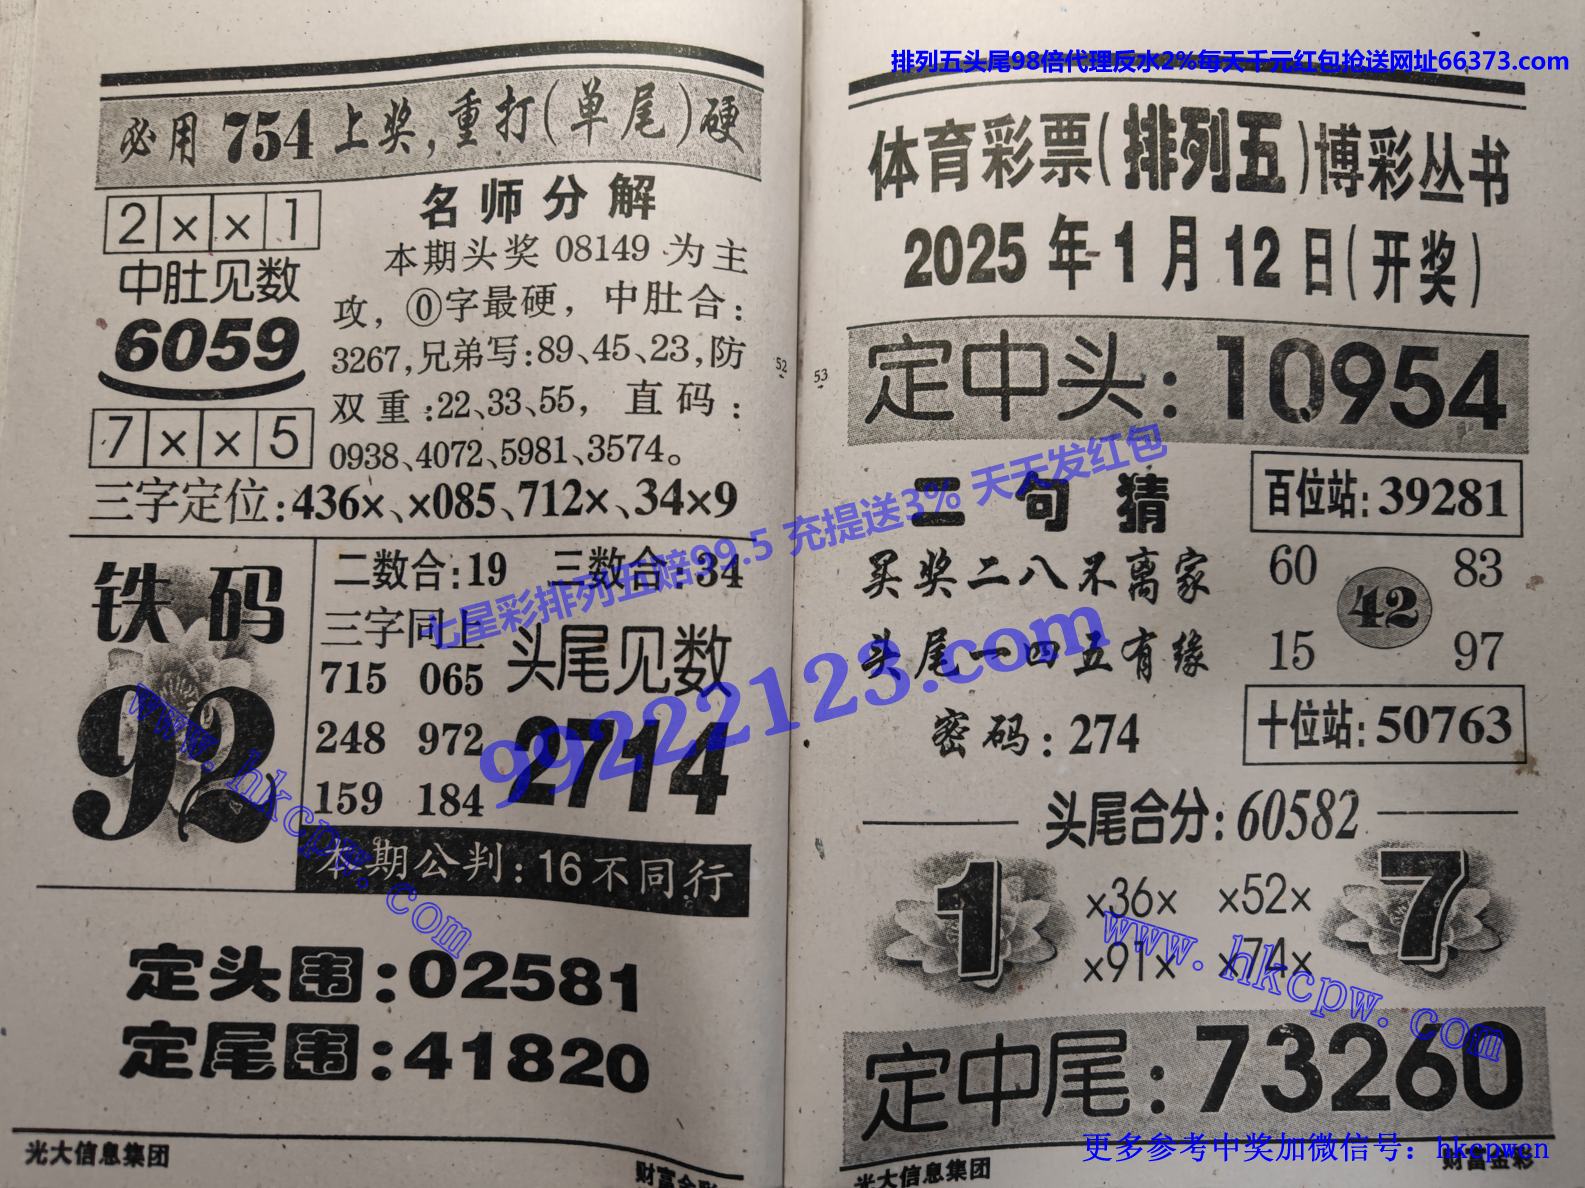 必用754上奖,重打(单尾)硬
2××1
中肚见数
6059
7××5
名师分解
本期头奖 08149 为主
攻，⓪字最硬，中肚合：
3267,兄弟写:89、45、23,防
双重:22、33、55，直码：
0938、4072、5981、3574。
三字定位:436×、×085、712×、34×9
铁码
92
二数合:19 三数合:34
三字同上
715 065
248 972
159 184
头尾见数
2714
本期公判:16不同行
定头围:02581
定尾围:41820
光大信息集团
财富金彩
52
53
排列五头尾98倍代理反水2%每天千元红包抢送网址66373.com
体育彩票(排列五)博彩丛书
2025年1月12日(开奖)
定中头:10954
二句猜
买奖二八不离家
头尾一四五有缘
密码:274
百位站:39281
60 83
42
15 97
十位站:50763
头尾合分:60582
1
×36× ×52×
×91× ×74×
7
定中尾:73260
光大信息集团
财富金彩
七星彩排列五赔99.5 充提送3% 天天发红包
99222123.com
www.hkcpw.com
www.hkcpw.com
更多参考中奖加微信号：hkcpwcn